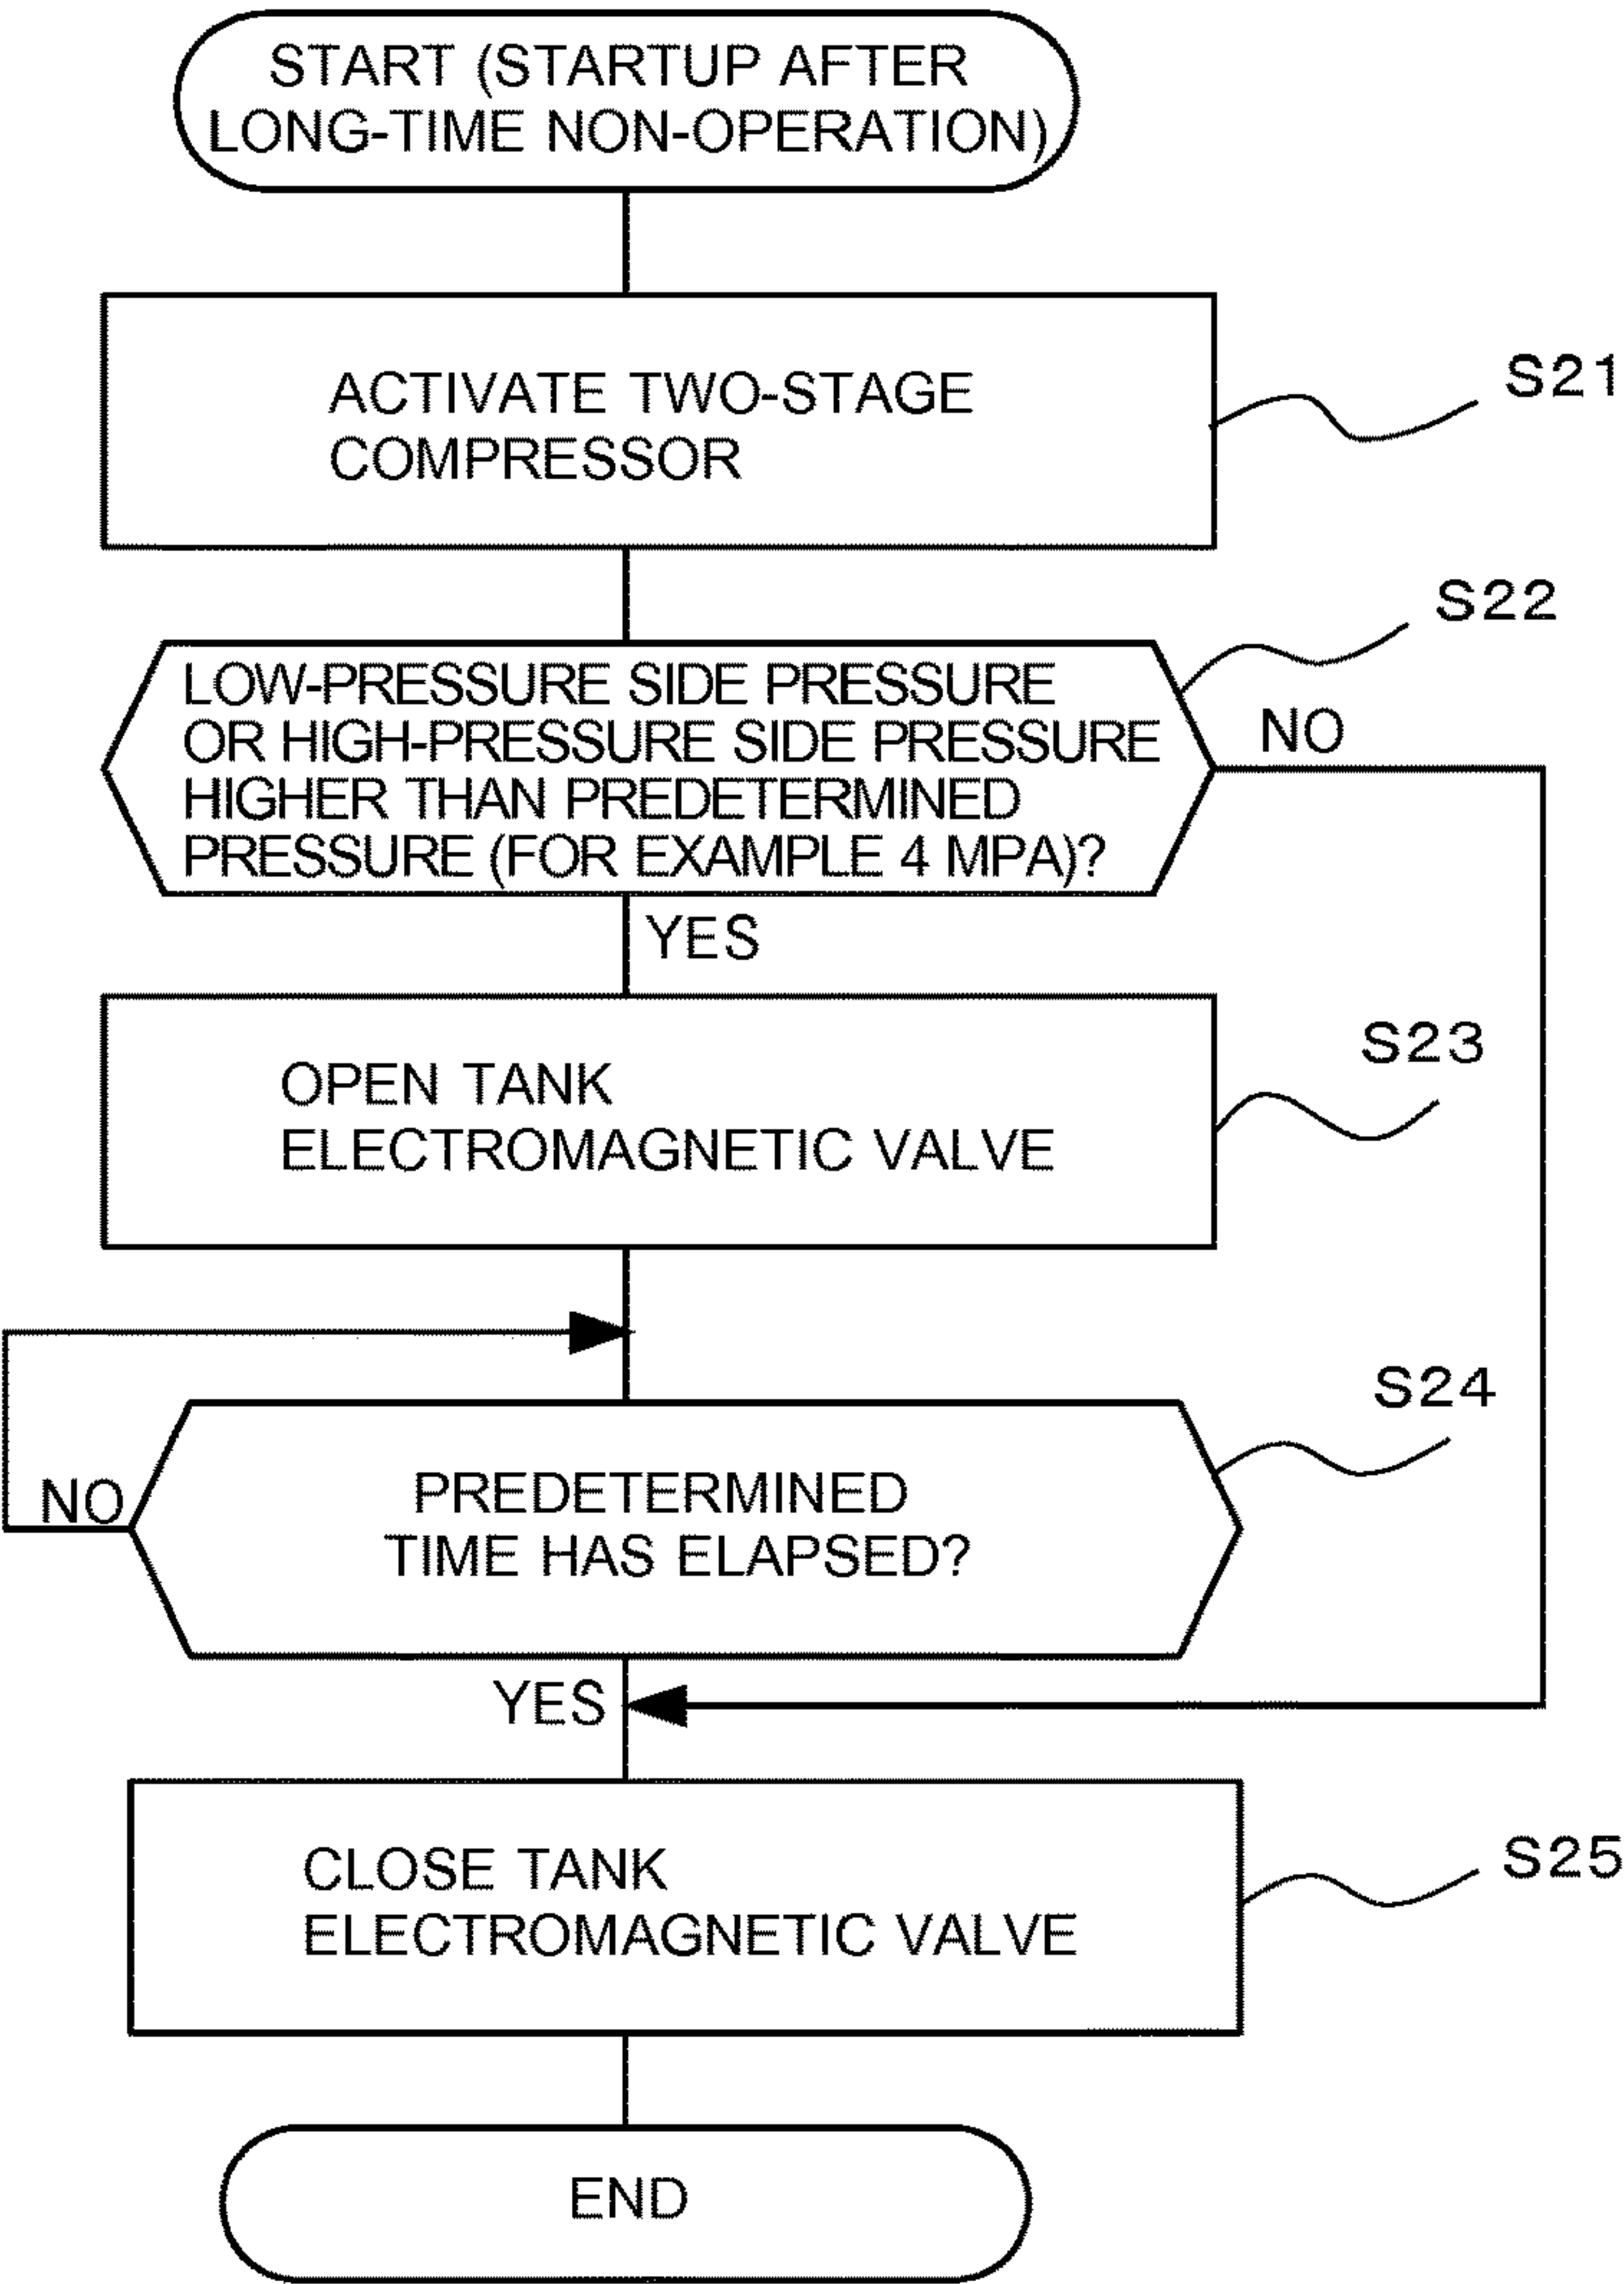 START (STARTUP AFTER
LONG-TIME NON-OPERATION)
ACTIVATE TWO-STAGE
COMPRESSOR
S21
S22
LOW-PRESSURE SIDE PRESSURE
OR HIGH-PRESSURE SIDE PRESSURE
HIGHER THAN PREDETERMINED
PRESSURE (FOR EXAMPLE 4 MPA)?
NO
YES
OPEN TANK
ELECTROMAGNETIC VALVE
S23
S24
NO
PREDETERMINED
TIME HAS ELAPSED?
YES
CLOSE TANK
ELECTROMAGNETIC VALVE
S25
END